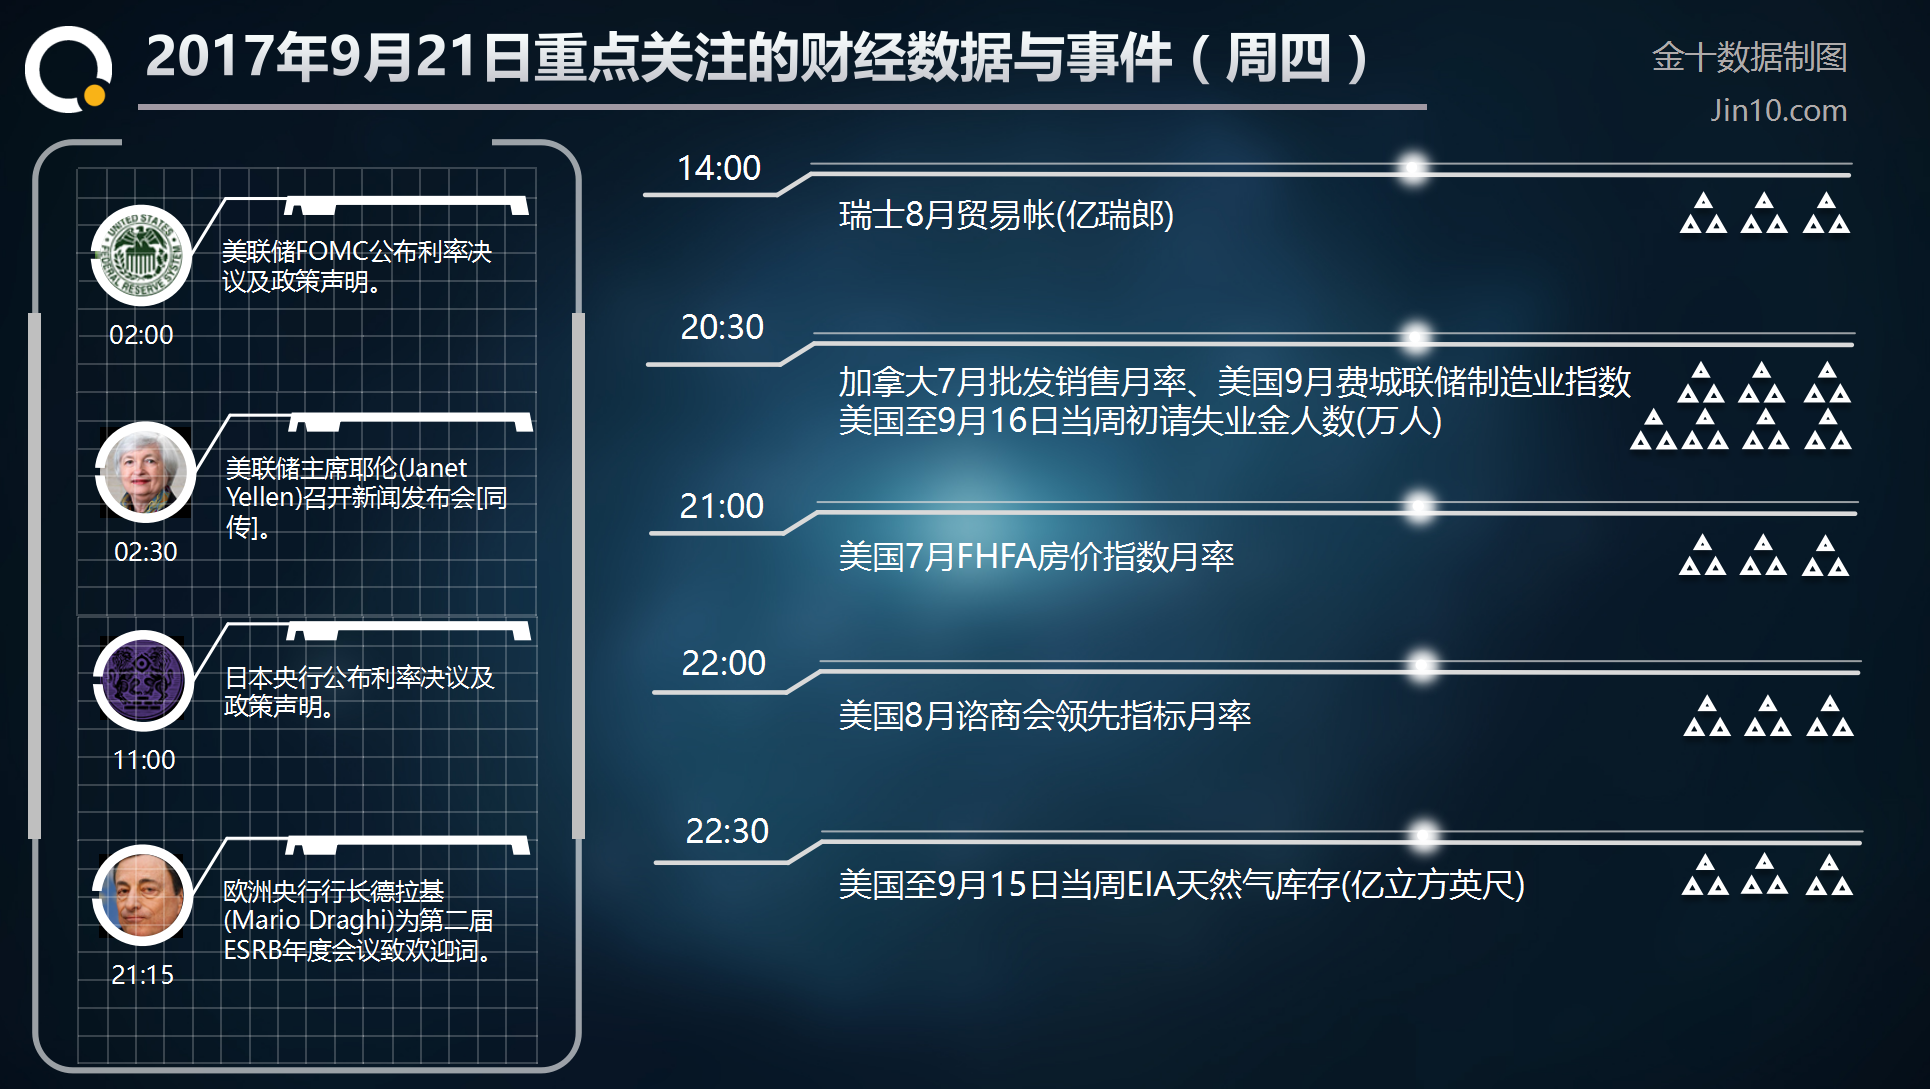 2017年9月21日重点关注的财经数据与事件（周四）
金十数据制图
Jin10.com
UNITED STATES
FEDERAL RESERVE SYSTEM
美联储FOMC公布利率决
议及政策声明。
02:00
美联储主席耶伦(Janet
Yellen)召开新闻发布会[同
传]。
02:30
日本央行公布利率决议及
政策声明。
11:00
欧洲央行行长德拉基
(Mario Draghi)为第二届
ESRB年度会议致欢迎词。
21:15
14:00
瑞士8月贸易帐(亿瑞郎)
20:30
加拿大7月批发销售月率、美国9月费城联储制造业指数
美国至9月16日当周初请失业金人数(万人)
21:00
美国7月FHFA房价指数月率
22:00
美国8月谘商会领先指标月率
22:30
美国至9月15日当周EIA天然气库存(亿立方英尺)